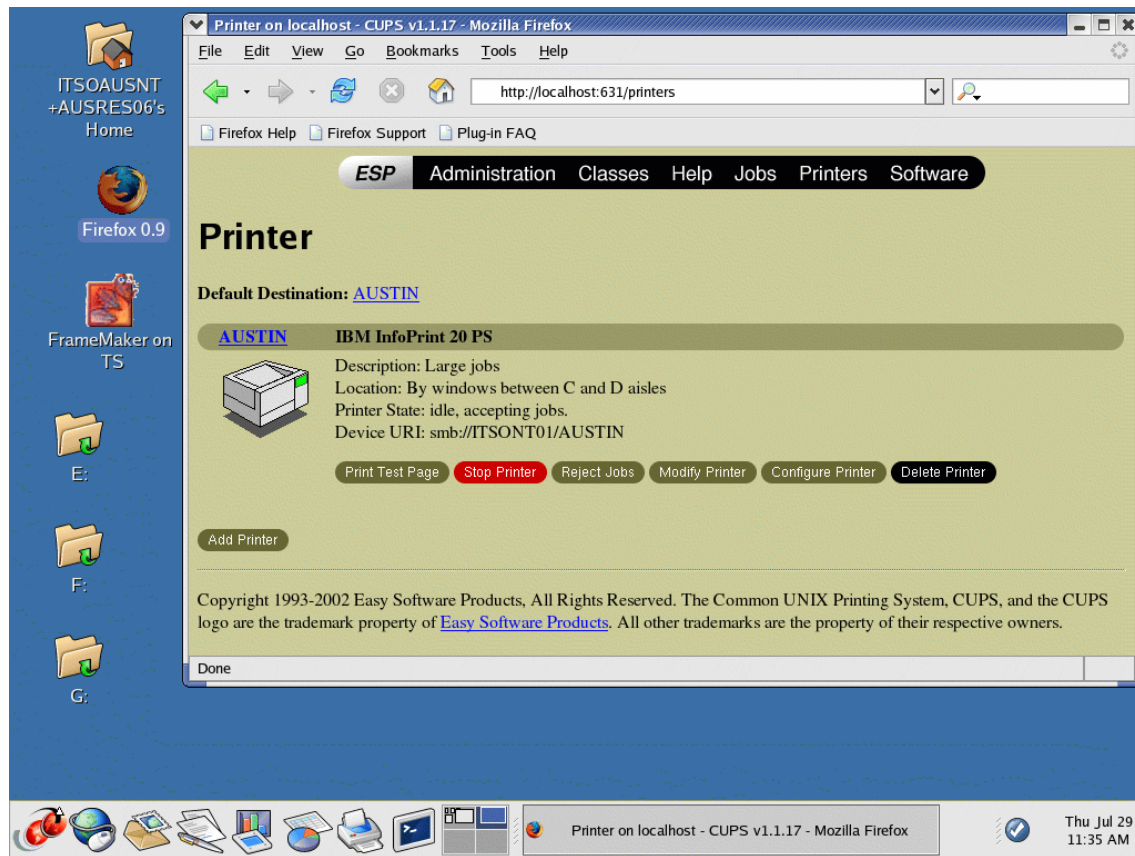 ITSOAUSNT
+AUSRES06's
Home
Firefox 0.9
FrameMaker on
TS
E:
F:
G:
Printer on localhost - CUPS v1.1.17 - Mozilla Firefox
File Edit View Go Bookmarks Tools Help
http://localhost:631/printers
Firefox Help Firefox Support Plug-in FAQ
ESP Administration Classes Help Jobs Printers Software
Printer
Default Destination: AUSTIN
AUSTIN IBM InfoPrint 20 PS
Description: Large jobs
Location: By windows between C and D aisles
Printer State: idle, accepting jobs.
Device URI: smb://ITSONT01/AUSTIN
Print Test Page Stop Printer Reject Jobs Modify Printer Configure Printer Delete Printer
Add Printer
Copyright 1993-2002 Easy Software Products, All Rights Reserved. The Common UNIX Printing System, CUPS, and the CUPS
logo are the trademark property of Easy Software Products. All other trademarks are the property of their respective owners.
Done
Printer on localhost - CUPS v1.1.17 - Mozilla Firefox
Thu Jul 29
11:35 AM